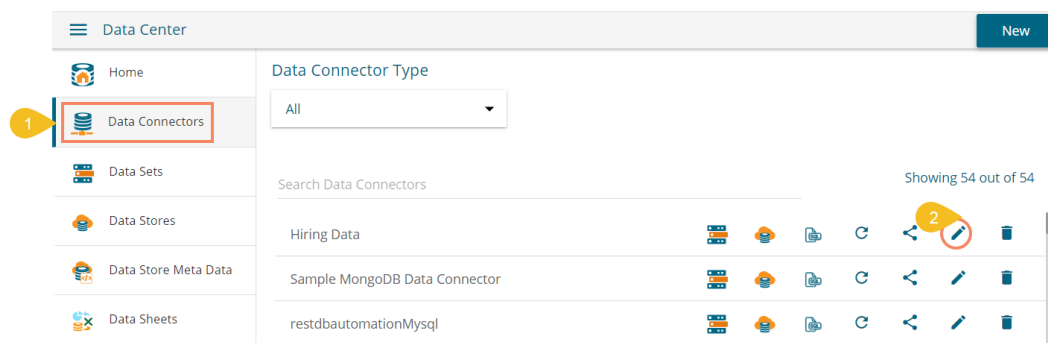 Data Center
New
Home
Data Connector Type
All
1
Data Connectors
Data Sets
Search Data Connectors
Showing 54 out of 54
Data Stores
2
Hiring Data
Data Store Meta Data
Sample MongoDB Data Connector
Data Sheets
restdbautomationMysql